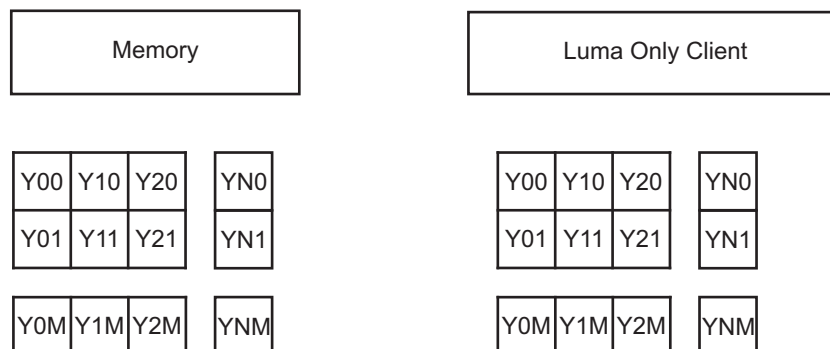 Memory Luma Only Client
Y00 Y10 Y20 YN0 Y00 Y10 Y20 YN0
Y01 Y11 Y21 YN1 Y01 Y11 Y21 YN1
Y0M Y1M Y2M YNM Y0M Y1M Y2M YNM